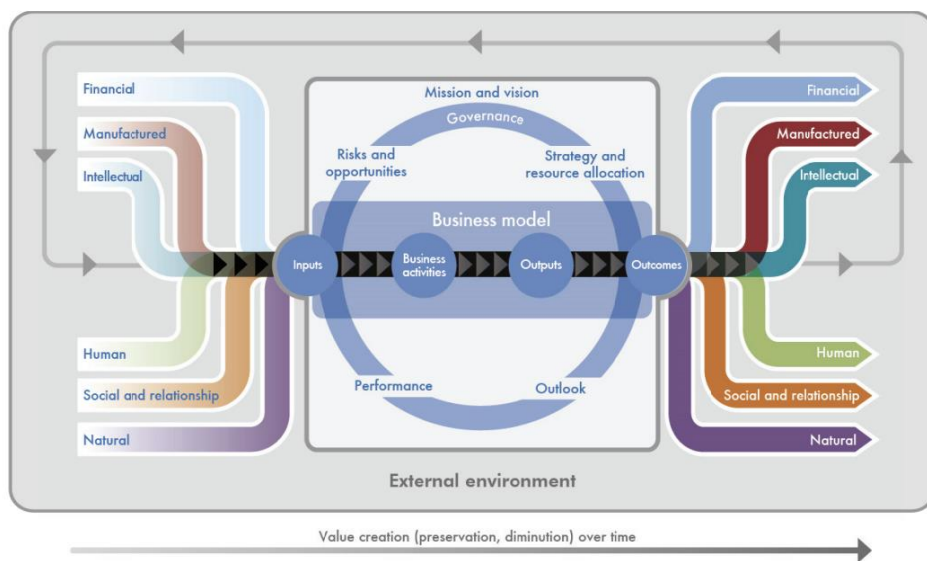 Financial
Manufactured
Intellectual
Human
Social and relationship
Natural
Mission and vision
Governance
Risks and
opportunities
Strategy and
resource allocation
Business model
Inputs
Business
activities
Outputs
Outcomes
Performance
Outlook
Financial
Manufactured
Intellectual
Human
Social and relationship
Natural
External environment
Value creation (preservation, diminution) over time